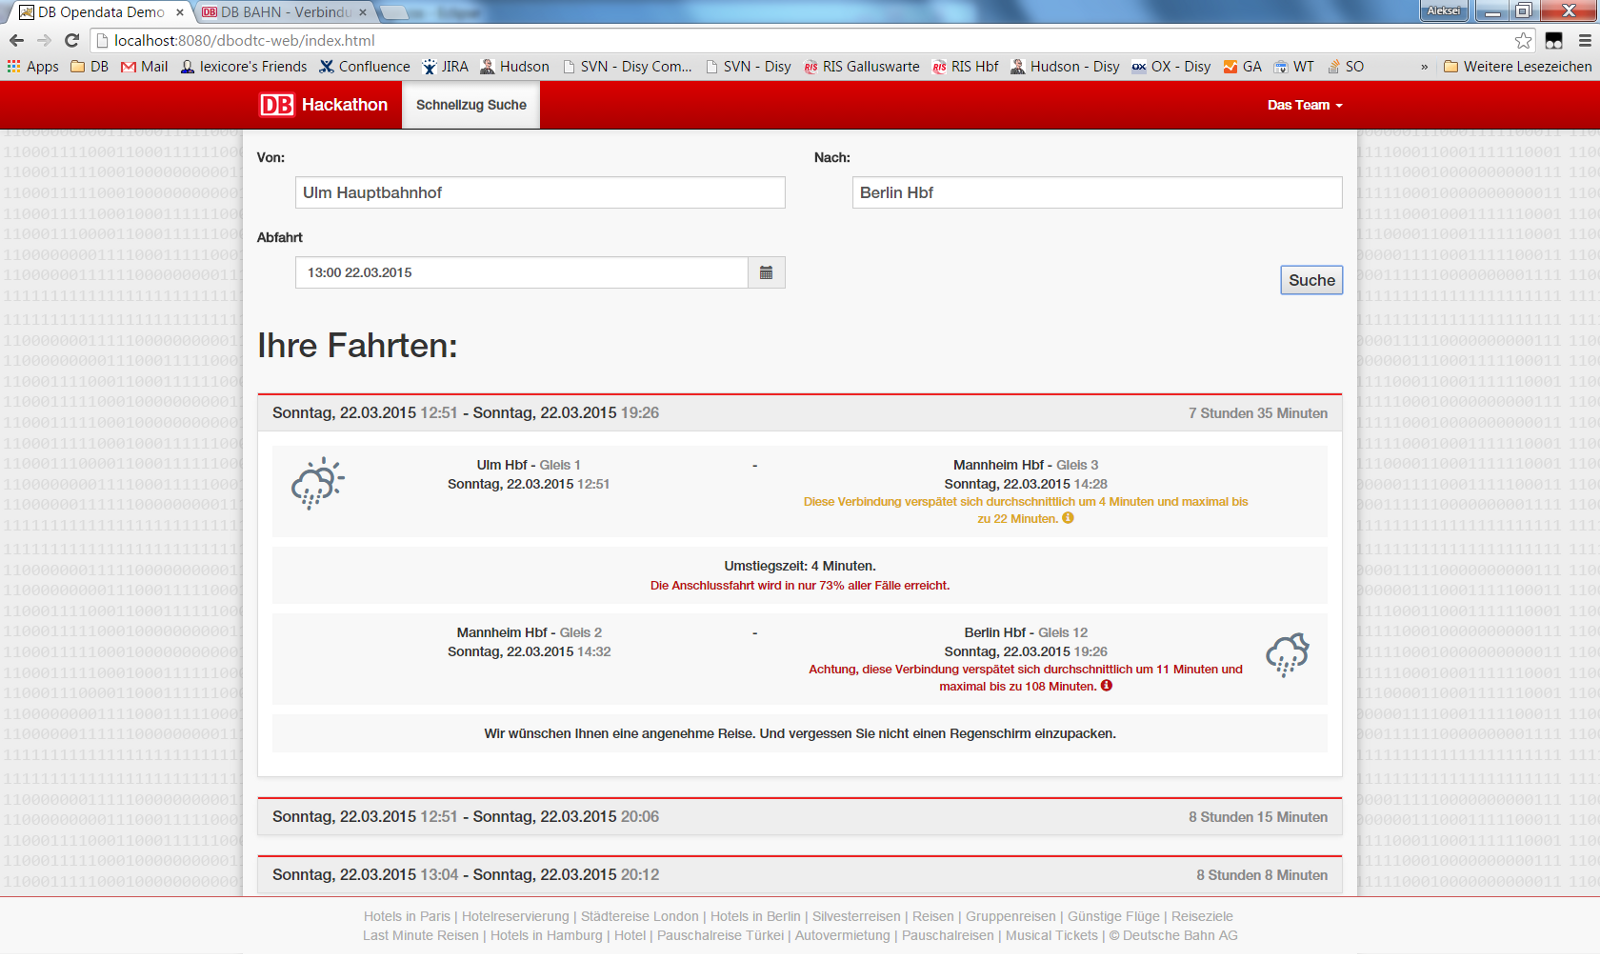 DB Opendata Demo
DB BAHN - Verbindu
Aleksei
localhost:8080/dbodtc-web/index.html
Apps DB Mail lexicore's Friends Confluence JIRA Hudson SVN - Disy Com... SVN - Disy RIS Galluswarte RIS Hbf Hudson - Disy OX - Disy GA WT SO » Weitere Lesezeichen
DB Hackathon Schnellzug Suche Das Team
Von: Nach:
Ulm Hauptbahnhof Berlin Hbf
Abfahrt
13:00 22.03.2015
Suche
Ihre Fahrten:
Sonntag, 22.03.2015 12:51 - Sonntag, 22.03.2015 19:26 7 Stunden 35 Minuten
Ulm Hbf - Gleis 1 - Mannheim Hbf - Gleis 3
Sonntag, 22.03.2015 12:51 Sonntag, 22.03.2015 14:28
Diese Verbindung verspätet sich durchschnittlich um 4 Minuten und maximal bis
zu 22 Minuten.
Umstiegszeit: 4 Minuten.
Die Anschlussfahrt wird in nur 73% aller Fälle erreicht.
Mannheim Hbf - Gleis 2 - Berlin Hbf - Gleis 12
Sonntag, 22.03.2015 14:32 Sonntag, 22.03.2015 19:26
Achtung, diese Verbindung verspätet sich durchschnittlich um 11 Minuten und
maximal bis zu 108 Minuten.
Wir wünschen Ihnen eine angenehme Reise. Und vergessen Sie nicht einen Regenschirm einzupacken.
Sonntag, 22.03.2015 12:51 - Sonntag, 22.03.2015 20:06 8 Stunden 15 Minuten
Sonntag, 22.03.2015 13:04 - Sonntag, 22.03.2015 20:12 8 Stunden 8 Minuten
Hotels in Paris | Hotelreservierung | Städtereise London | Hotels in Berlin | Silvesterreisen | Reisen | Gruppenreisen | Günstige Flüge | Reiseziele
Last Minute Reisen | Hotels in Hamburg | Hotel | Pauschalreise Türkei | Autovermietung | Pauschalreisen | Musical Tickets | © Deutsche Bahn AG